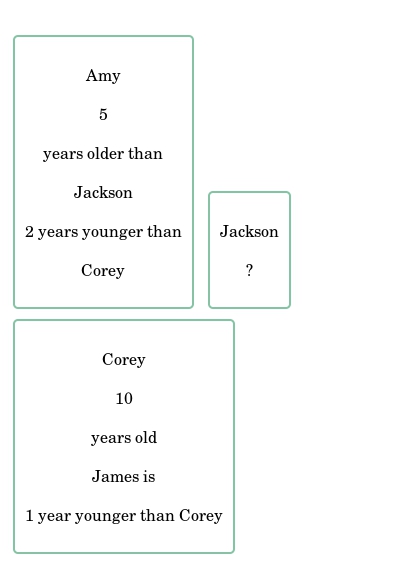 Amy
5
years older than
Jackson
2 years younger than
Corey
Jackson
?
Corey
10
years old
James is
1 year younger than Corey